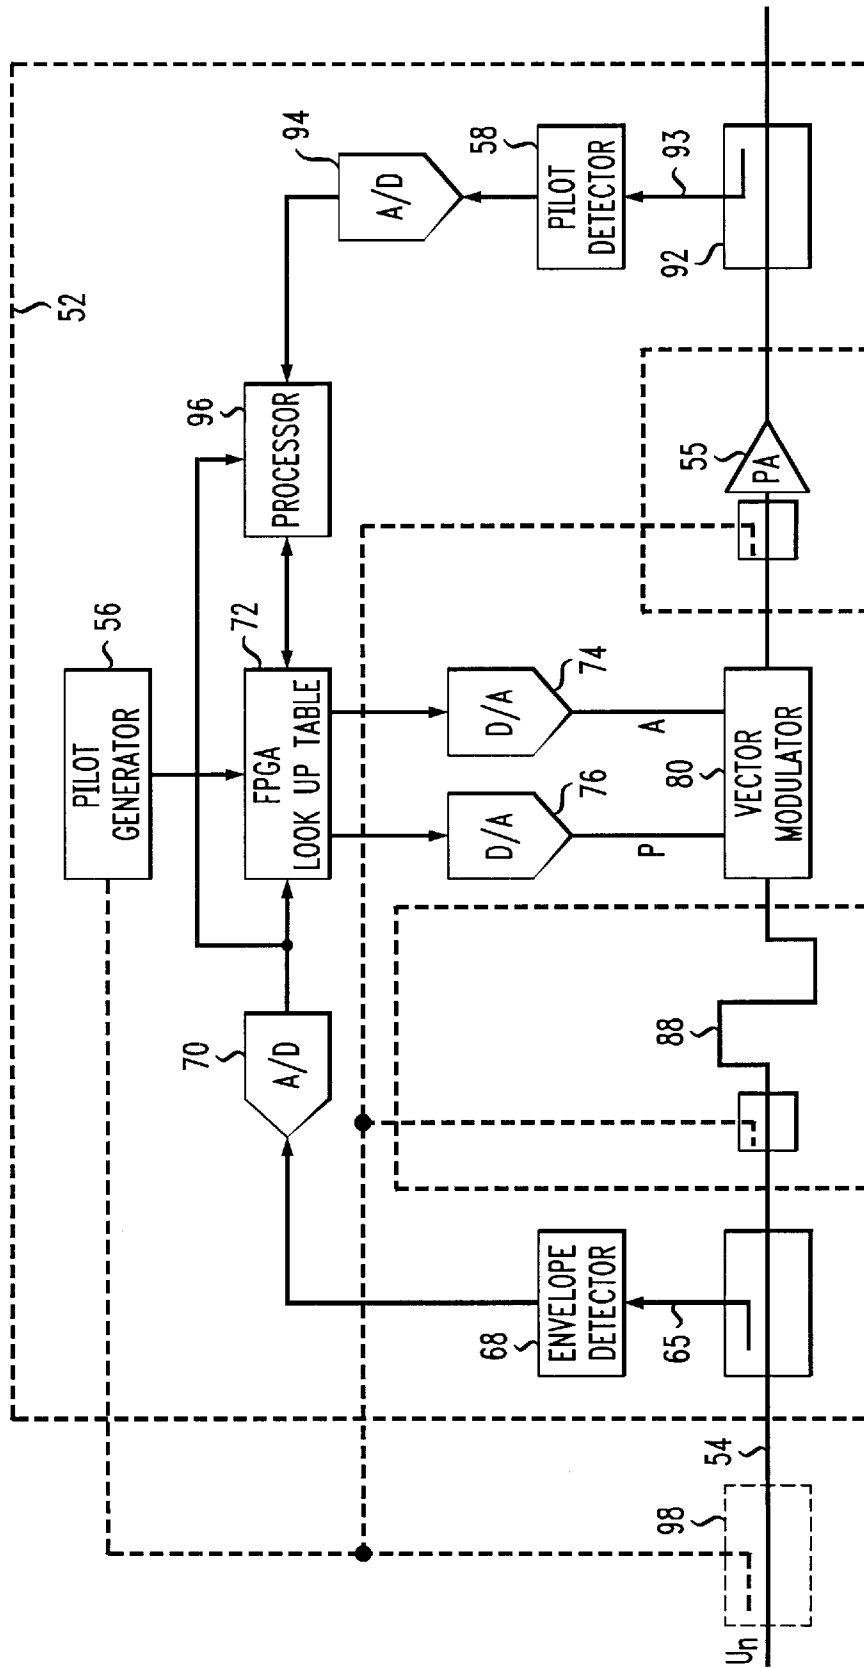 52
PILOT
GENERATOR
56
70
A/D
FPGA
LOOK UP TABLE
72
PROCESSOR
96
A/D
94
D/A
76
D/A
74
P
A
68
ENVELOPE
DETECTOR
65
PILOT
DETECTOR
58
93
Un
98
54
88
VECTOR
MODULATOR
80
PA
55
92